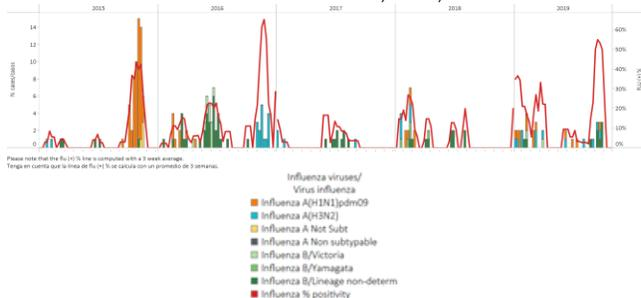 2015 2016 2017 2018 2019
14
12
10
8
6
4
2
0
60%
50%
40%
30%
20%
10%
0%
Please note that the flu (+) % line is computed with a 3 week average.
Tenga en cuenta que la línea de flu (+) % se calcula con un promedio de 3 semanas.
Influenza viruses/
Virus influenza
Influenza A(H1N1)pdm09
Influenza A(H3N2)
Influenza A Not Subt
Influenza A Non subtypable
Influenza B/Victoria
Influenza B/Yamagata
Influenza B/Lineage non-determ
Influenza % positivity